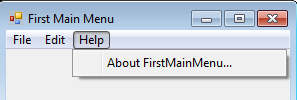 First Main Menu
File Edit Help
About FirstMainMenu...